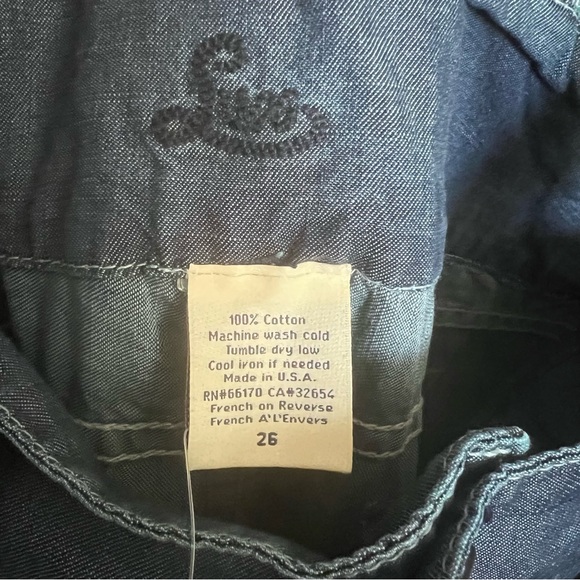 100% Cotton
Machine wash cold
Tumble dry low
Cool iron if needed
Made in U.S.A.
RN#66170 CA#32654
French on Reverse
French A'L'Envers
26